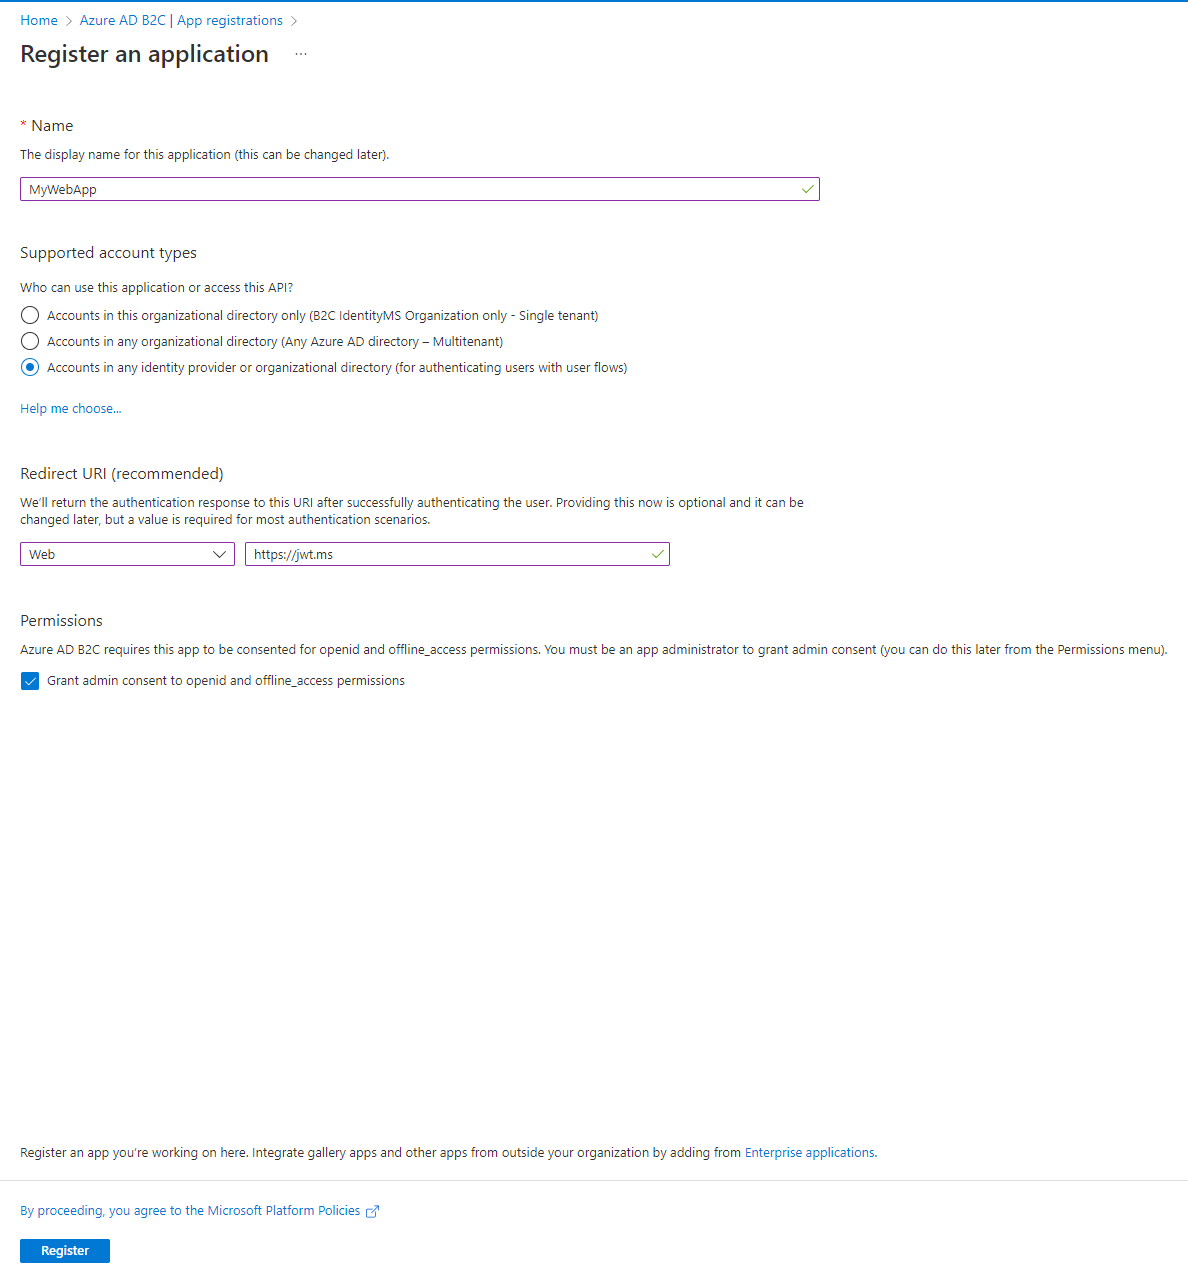 Home > Azure AD B2C | App registrations >
Register an application ...
* Name
The display name for this application (this can be changed later).
MyWebApp
Supported account types
Who can use this application or access this API?
Accounts in this organizational directory only (B2C IdentityMS Organization only - Single tenant)
Accounts in any organizational directory (Any Azure AD directory – Multitenant)
Accounts in any identity provider or organizational directory (for authenticating users with user flows)
Help me choose...
Redirect URI (recommended)
We'll return the authentication response to this URI after successfully authenticating the user. Providing this now is optional and it can be
changed later, but a value is required for most authentication scenarios.
Web https://jwt.ms
Permissions
Azure AD B2C requires this app to be consented for openid and offline_access permissions. You must be an app administrator to grant admin consent (you can do this later from the Permissions menu).
Grant admin consent to openid and offline_access permissions
Register an app you're working on here. Integrate gallery apps and other apps from outside your organization by adding from Enterprise applications.
By proceeding, you agree to the Microsoft Platform Policies
Register